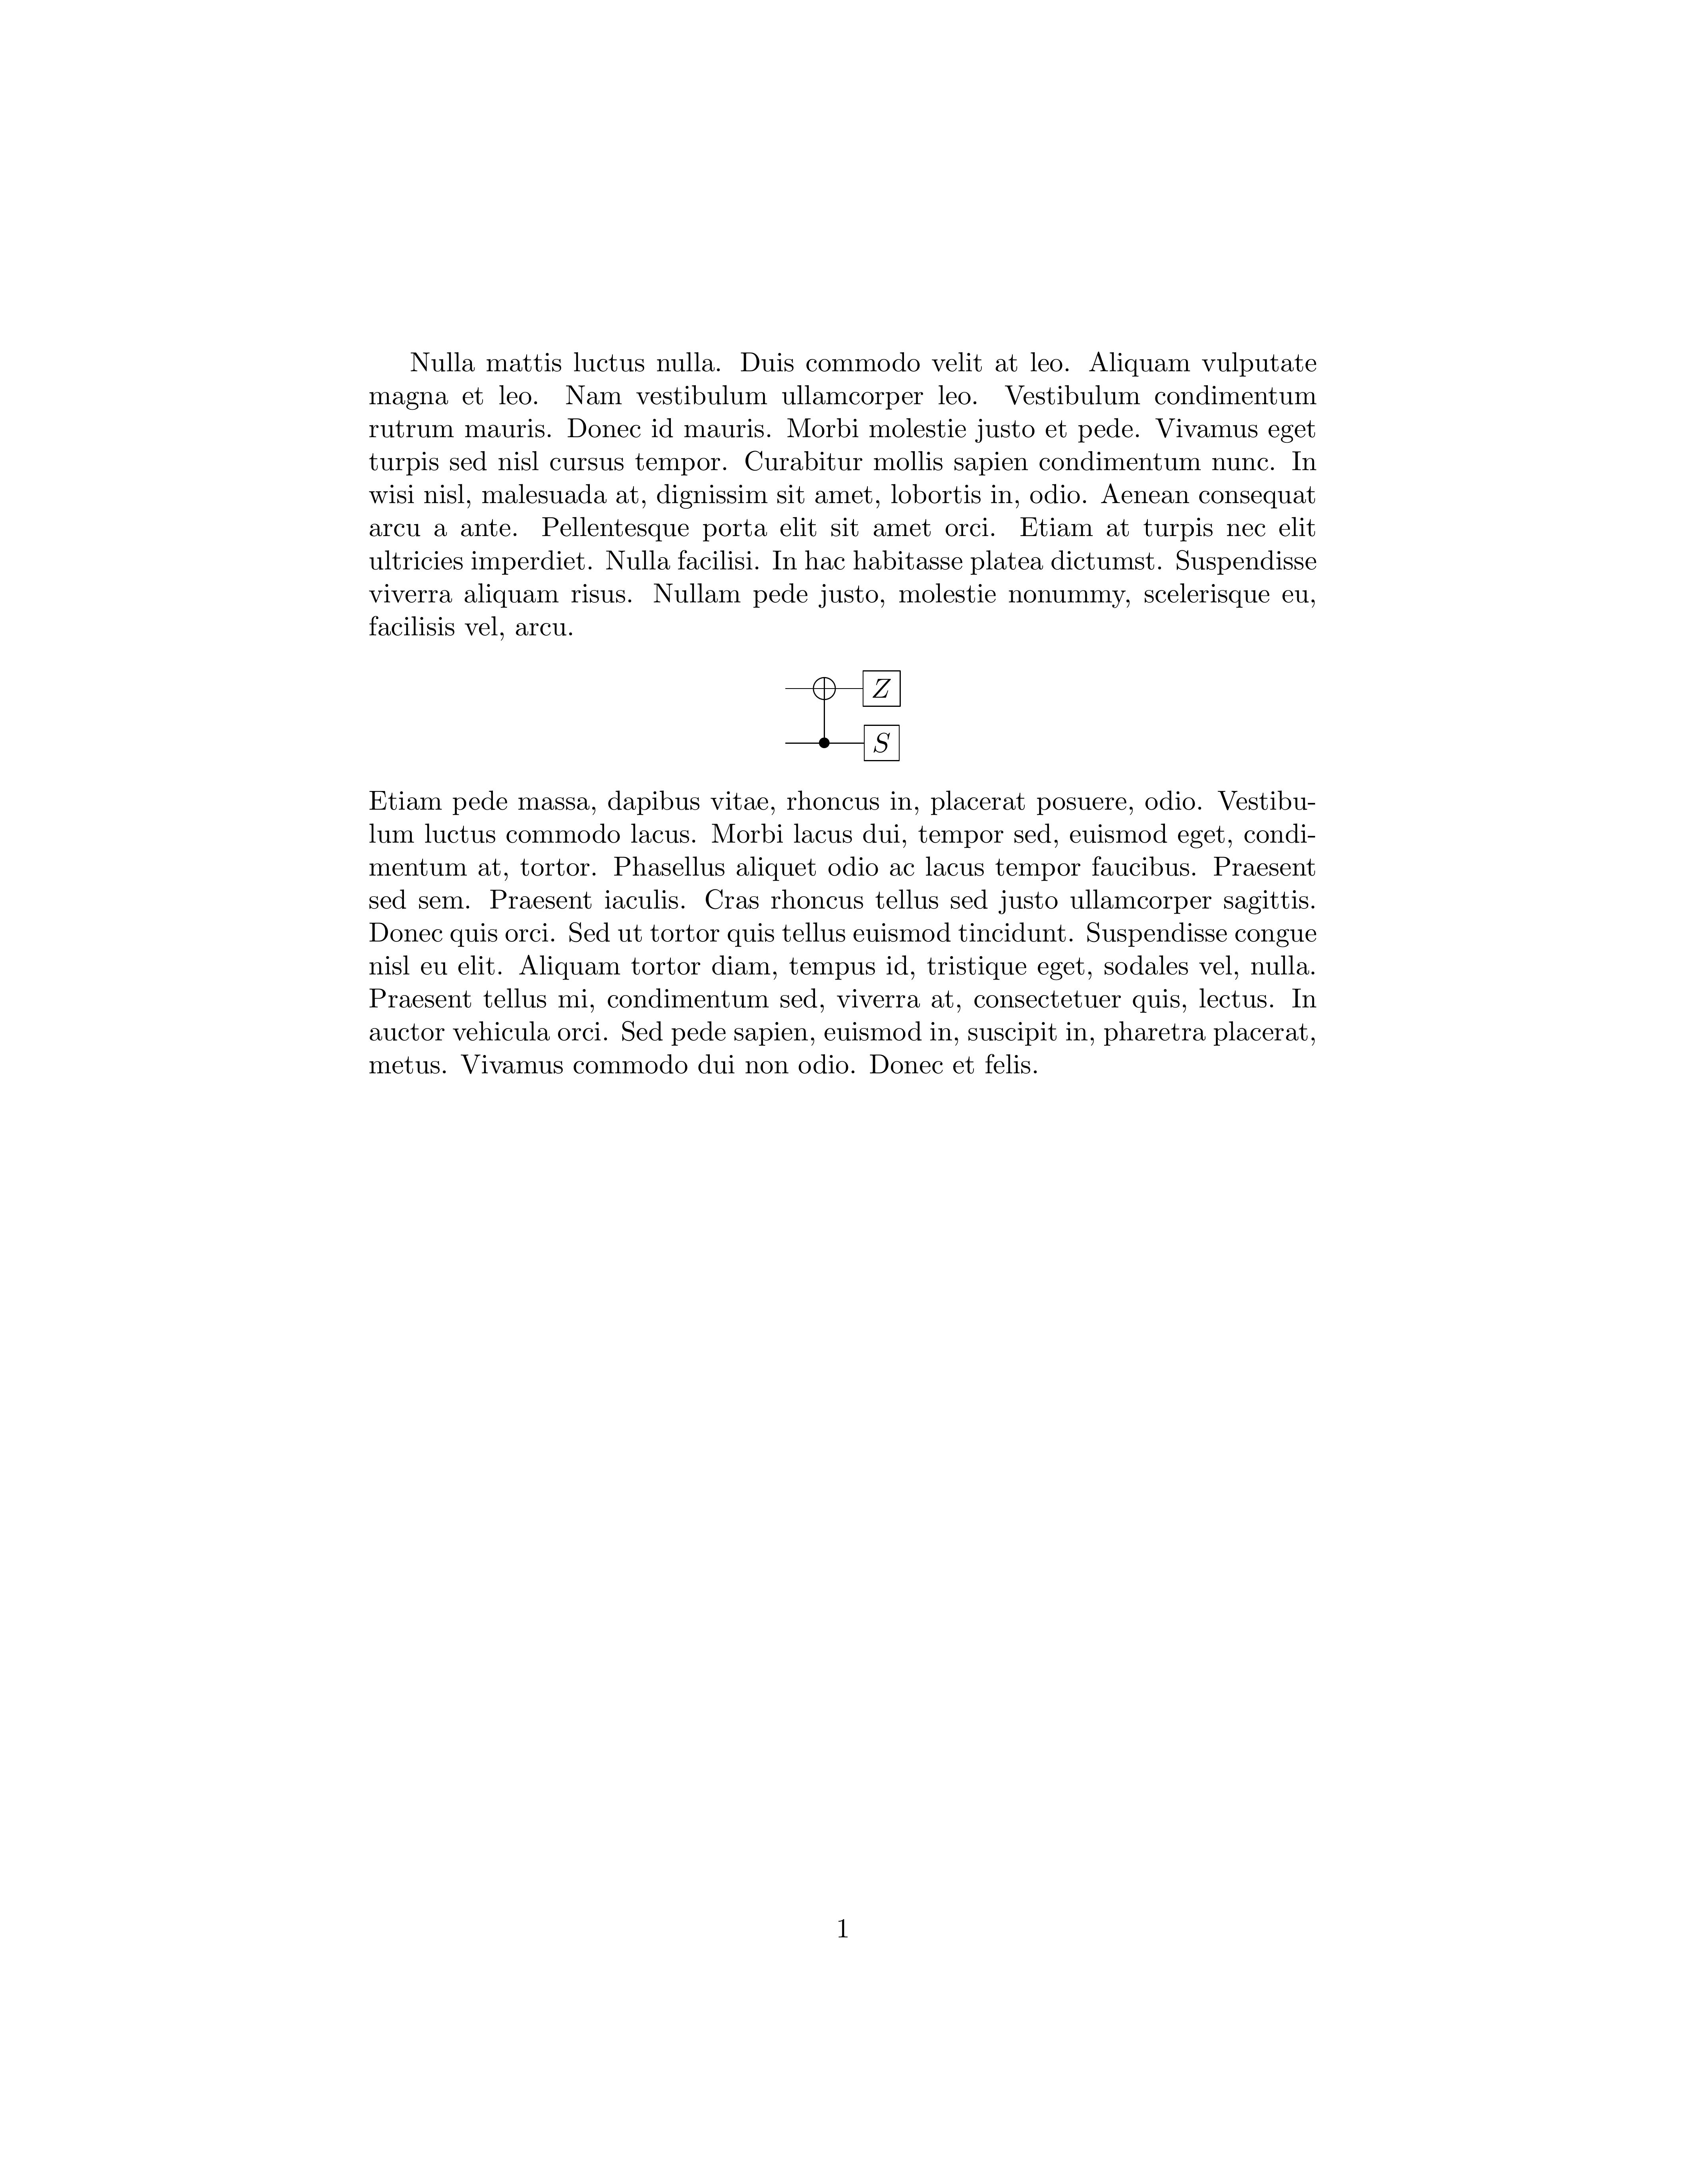 Nulla mattis luctus nulla. Duis commodo velit at leo. Aliquam vulputate
magna et leo. Nam vestibulum ullamcorper leo. Vestibulum condimentum
rutrum mauris. Donec id mauris. Morbi molestie justo et pede. Vivamus eget
turpis sed nisl cursus tempor. Curabitur mollis sapien condimentum nunc. In
wisi nisl, malesuada at, dignissim sit amet, lobortis in, odio. Aenean consequat
arcu a ante. Pellentesque porta elit sit amet orci. Etiam at turpis nec elit
ultricies imperdiet. Nulla facilisi. In hac habitasse platea dictumst. Suspendisse
viverra aliquam risus. Nullam pede justo, molestie nonummy, scelerisque eu,
facilisis vel, arcu.
Z
S
Etiam pede massa, dapibus vitae, rhoncus in, placerat posuere, odio. Vestibu-
lum luctus commodo lacus. Morbi lacus dui, tempor sed, euismod eget, condi-
mentum at, tortor. Phasellus aliquet odio ac lacus tempor faucibus. Praesent
sed sem. Praesent iaculis. Cras rhoncus tellus sed justo ullamcorper sagittis.
Donec quis orci. Sed ut tortor quis tellus euismod tincidunt. Suspendisse congue
nisl eu elit. Aliquam tortor diam, tempus id, tristique eget, sodales vel, nulla.
Praesent tellus mi, condimentum sed, viverra at, consectetuer quis, lectus. In
auctor vehicula orci. Sed pede sapien, euismod in, suscipit in, pharetra placerat,
metus. Vivamus commodo dui non odio. Donec et felis.
1